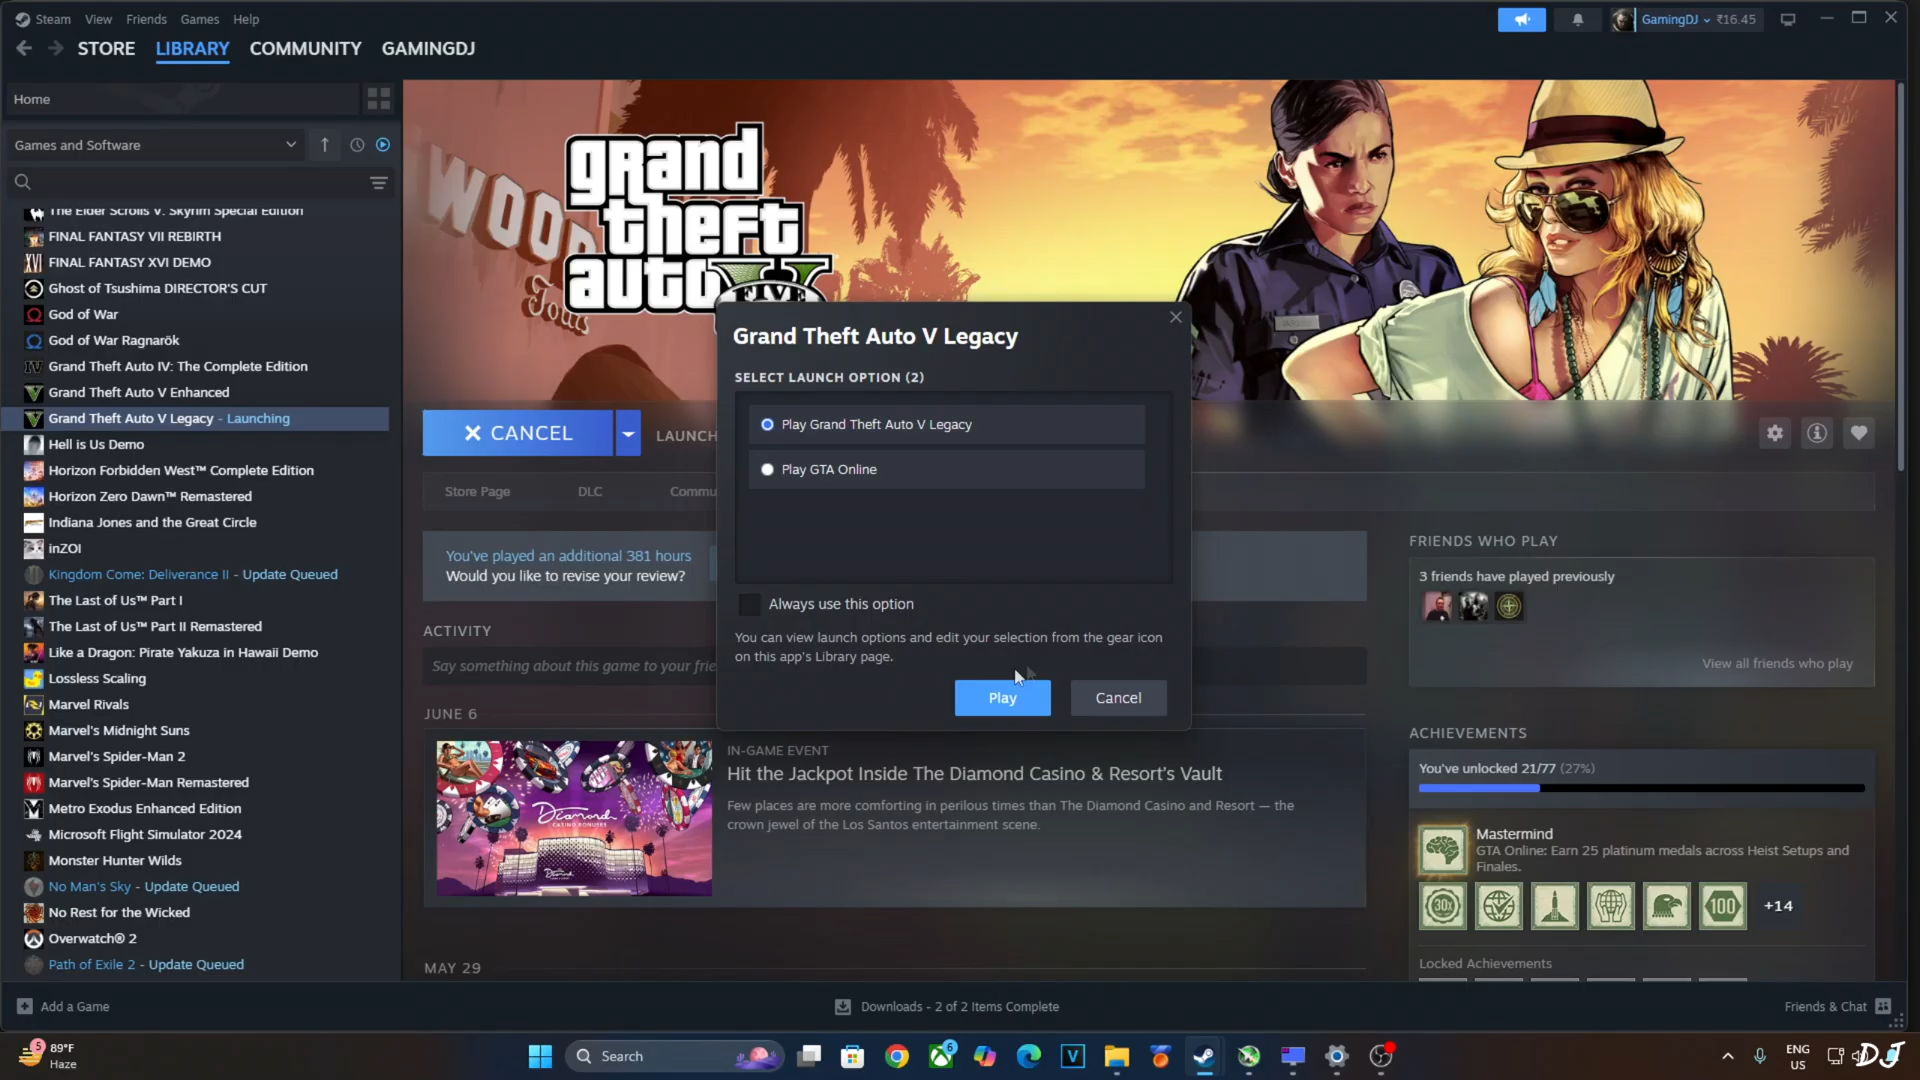 Steam View Friends Games Help
GamingDJ ₹16.45
STORE LIBRARY COMMUNITY GAMINGDJ
Home
Games and Software
The Elder Scrolls V: Skyrim Special Edition
FINAL FANTASY VII REBIRTH
FINAL FANTASY XVI DEMO
Ghost of Tsushima DIRECTOR'S CUT
God of War
God of War Ragnarök
Grand Theft Auto IV: The Complete Edition
Grand Theft Auto V Enhanced
Grand Theft Auto V Legacy - Launching
Hell is Us Demo
Horizon Forbidden West™ Complete Edition
Horizon Zero Dawn™ Remastered
Indiana Jones and the Great Circle
inZOI
Kingdom Come: Deliverance II - Update Queued
The Last of Us™ Part I
The Last of Us™ Part II Remastered
Like a Dragon: Pirate Yakuza in Hawaii Demo
Lossless Scaling
Marvel Rivals
Marvel's Midnight Suns
Marvel's Spider-Man 2
Marvel's Spider-Man Remastered
Metro Exodus Enhanced Edition
Microsoft Flight Simulator 2024
Monster Hunter Wilds
No Man's Sky - Update Queued
No Rest for the Wicked
Overwatch® 2
Path of Exile 2 - Update Queued
grand
theft
auto V
FIVE
CANCEL
LAUNCH
Store Page DLC Commu
You've played an additional 381 hours
Would you like to revise your review?
ACTIVITY
Say something about this game to your frie
JUNE 6
Diamond
CASINO BONUSES
Diamond
IN-GAME EVENT
Hit the Jackpot Inside The Diamond Casino & Resort's Vault
Few places are more comforting in perilous times than The Diamond Casino and Resort — the
crown jewel of the Los Santos entertainment scene.
MAY 29
Grand Theft Auto V Legacy
SELECT LAUNCH OPTION (2)
Play Grand Theft Auto V Legacy
Play GTA Online
Always use this option
You can view launch options and edit your selection from the gear icon
on this app's Library page.
Play Cancel
FRIENDS WHO PLAY
3 friends have played previously
View all friends who play
ACHIEVEMENTS
You've unlocked 21/77 (27%)
Mastermind
GTA Online: Earn 25 platinum medals across Heist Setups and
Finales.
30x 100 +14
Locked Achievements
Add a Game
Downloads - 2 of 2 Items Complete
Friends & Chat
5 89°F
Haze
Search
6
V
ENG
US
DJ